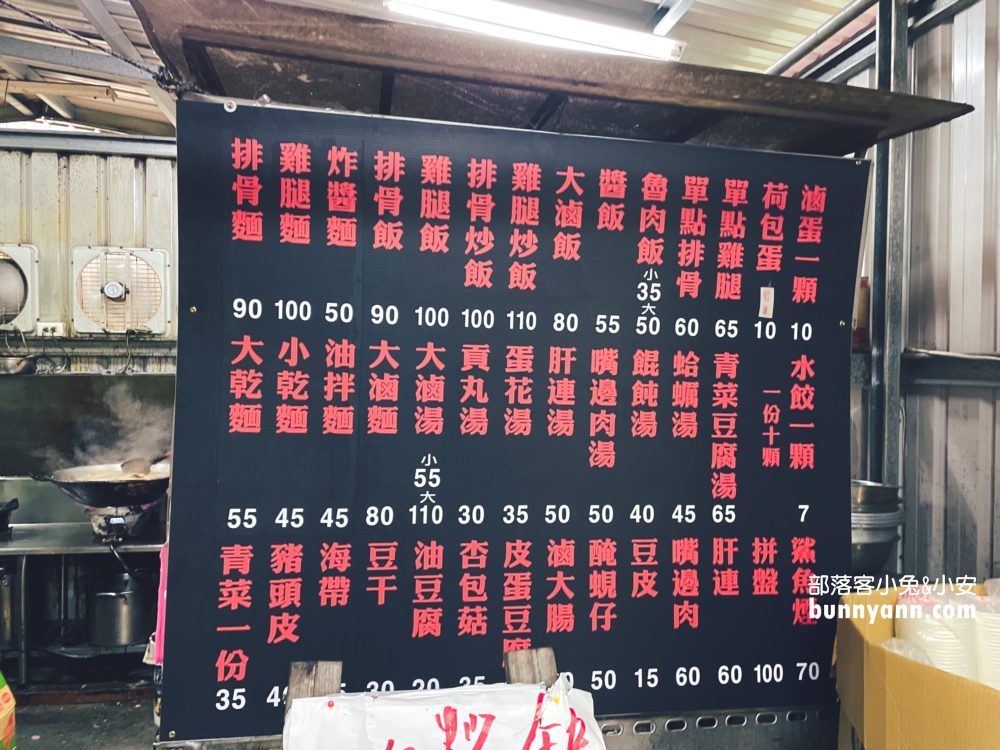 排骨麵 90
雞腿麵 100
炸醬麵 50
排骨飯 90
雞腿飯 100
排骨炒飯 100
雞腿炒飯 110
大滷飯 80
醬飯 55
魯肉飯 小35 大50
單點排骨 60
單點雞腿 65
荷包蛋 10
滷蛋一顆 10
大乾麵 55
小乾麵 45
油拌麵 45
大滷麵 80
大滷湯 小55 大110
貢丸湯 30
蛋花湯 35
肝連湯 50
嘴邊肉湯 50
餛飩湯 40
蛤蠣湯 45
青菜豆腐湯 65
一份十顆
水餃一顆 7
青菜一份 35
豬頭皮
海帶
豆干 30
油豆腐 20
杏包菇 35
皮蛋豆腐
滷大腸
醃蜆仔 50
豆皮 15
嘴邊肉 60
肝連 60
拼盤 100
鯊魚煙 70
部落客小兔&小安
bunnyann.com